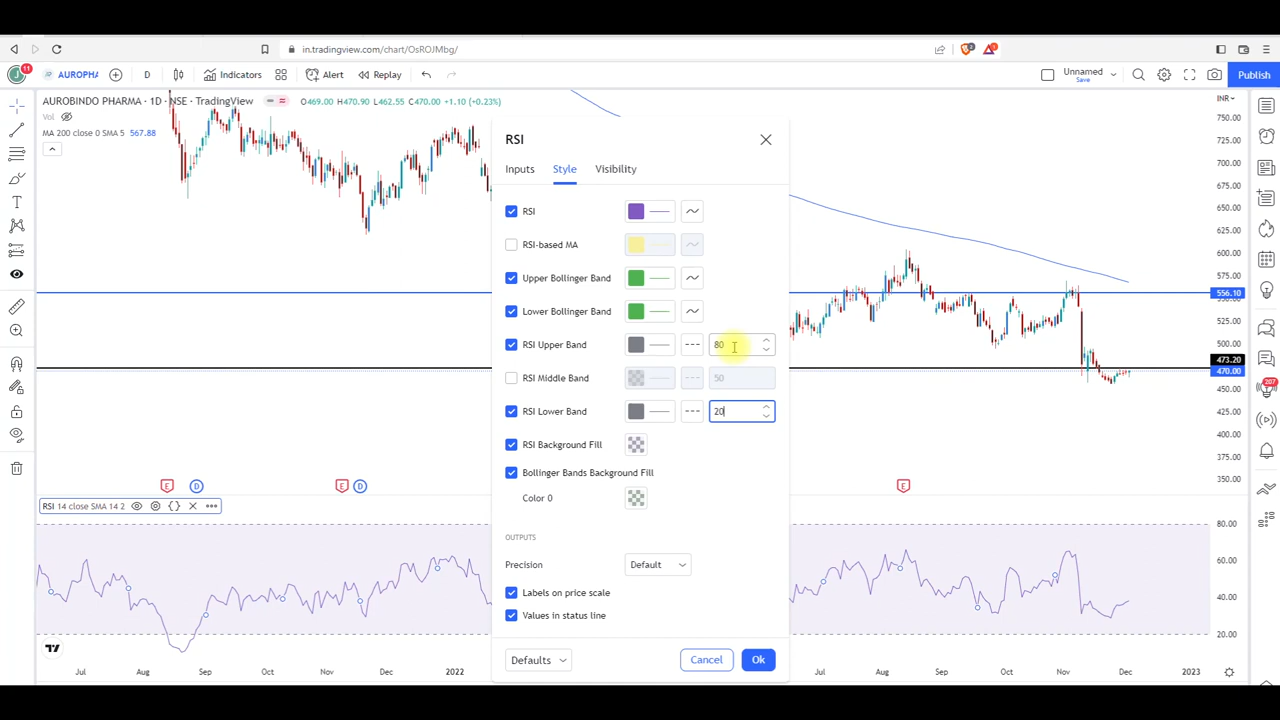 in.tradingview.com/chart/OsROJMbg/
2
11
AUROPHA
D
Indicators
Alert
Replay
Unnamed
Save
Publish
AUROBINDO PHARMA · 1D · NSE · TradingView
O469.00 H470.90 L462.55 C470.00 +1.10 (+0.23%)
INR
Vol
MA 200 close 0 SMA 5 567.88
RSI
Inputs
Style
Visibility
RSI
RSI-based MA
Upper Bollinger Band
Lower Bollinger Band
RSI Upper Band
80
RSI Middle Band
50
RSI Lower Band
20
RSI Background Fill
Bollinger Bands Background Fill
Color 0
OUTPUTS
Precision
Default
Labels on price scale
Values in status line
Defaults
Cancel
Ok
750.00
725.00
700.00
675.00
650.00
625.00
600.00
575.00
556.10
525.00
500.00
473.20
470.00
450.00
425.00
400.00
350.00
207
E
D
E
D
E
RSI 14 close SMA 14 2
80.00
60.00
40.00
20.00
Jul
Aug
Sep
Oct
Nov
Dec
2022
Jul
Aug
Sep
Oct
Nov
Dec
2023